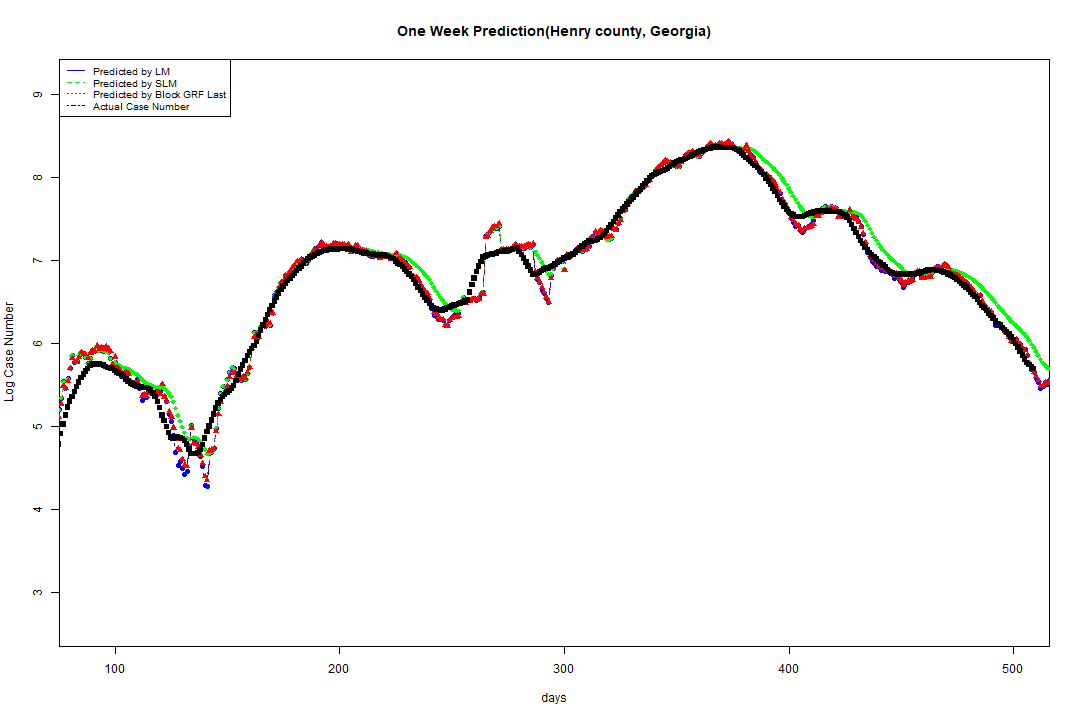 One Week Prediction(Henry county, Georgia)
Predicted by LM
Predicted by SLM
Predicted by Block GRF Last
Actual Case Number
9
8
7
6
5
4
3
Log Case Number
100 200 300 400 500
days